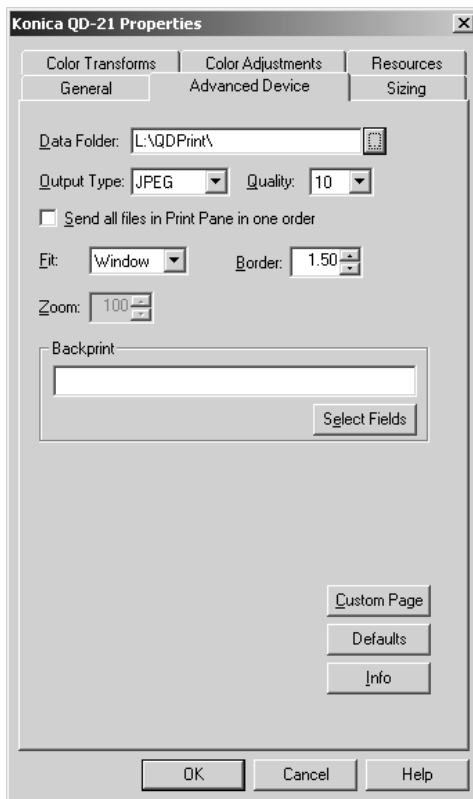 Konica QD-21 Properties
Color Transforms Color Adjustments Resources
General Advanced Device Sizing
Data Folder: L:\QDPrint\
Output Type: JPEG Quality: 10
Send all files in Print Pane in one order
Fit: Window Border: 1.50
Zoom: 100
Backprint
Select Fields
Custom Page
Defaults
Info
OK Cancel Help